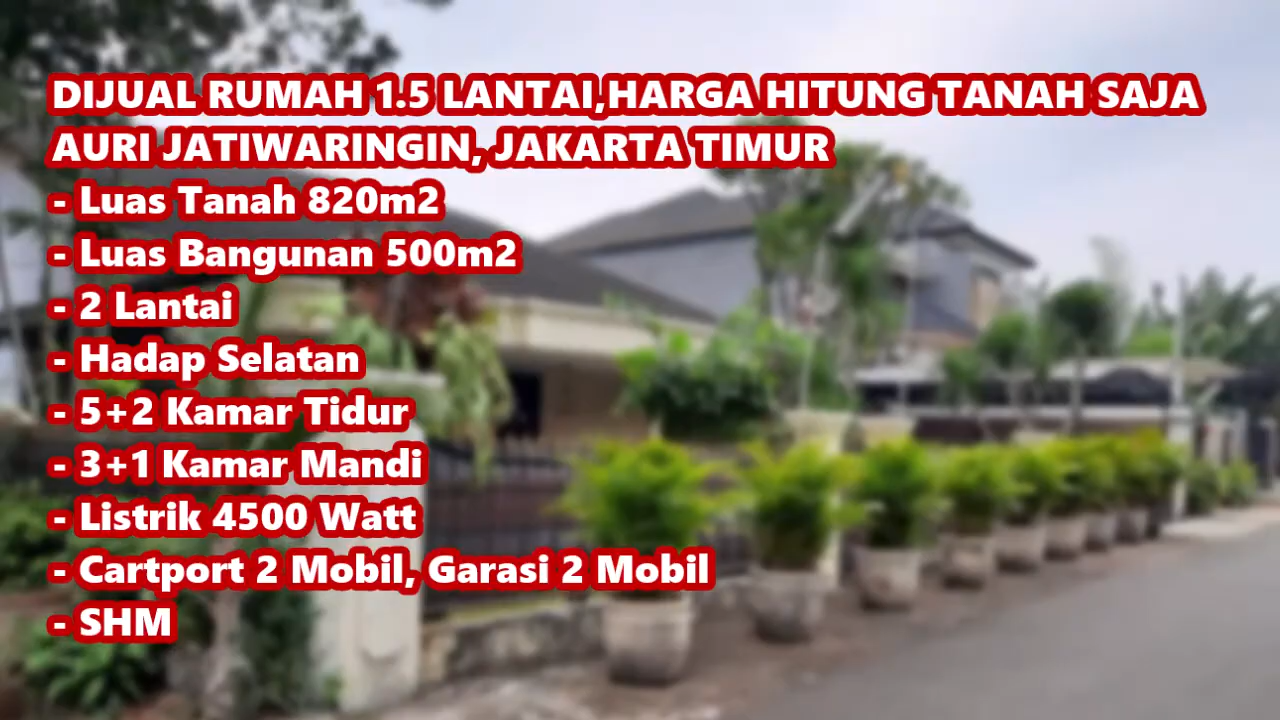 DIJUAL RUMAH 1.5 LANTAI,HARGA HITUNG TANAH SAJA
AURI JATIWARINGIN, JAKARTA TIMUR
- Luas Tanah 820m2
- Luas Bangunan 500m2
- 2 Lantai
- Hadap Selatan
- 5+2 Kamar Tidur
- 3+1 Kamar Mandi
- Listrik 4500 Watt
- Cartport 2 Mobil, Garasi 2 Mobil
- SHM